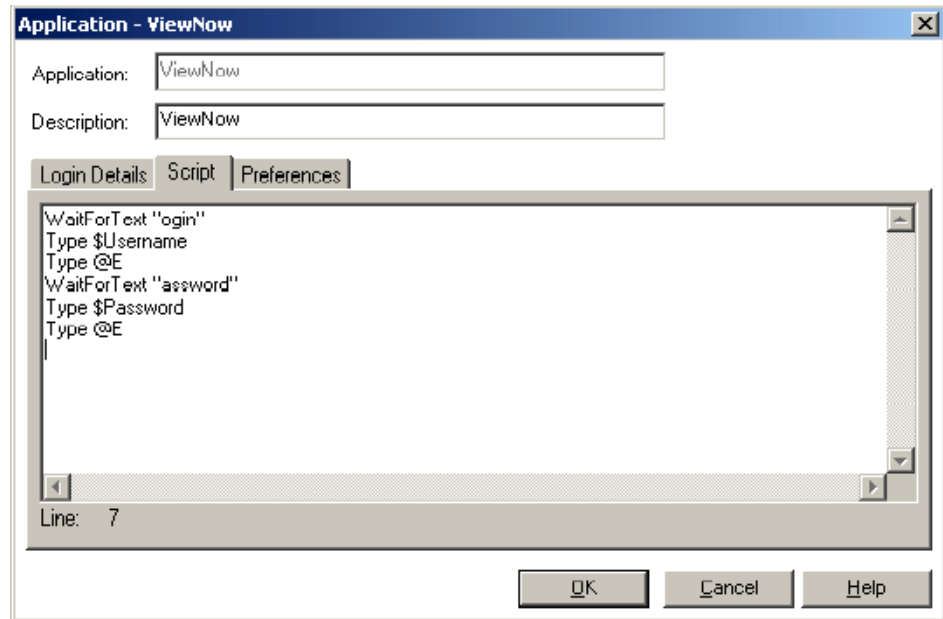 Application - ViewNow
Application: ViewNow
Description: ViewNow
Login Details Script Preferences
WaitForText "ogin"
Type $Username
Type @E
WaitForText "assword"
Type $Password
Type @E
Line: 7
OK Cancel Help